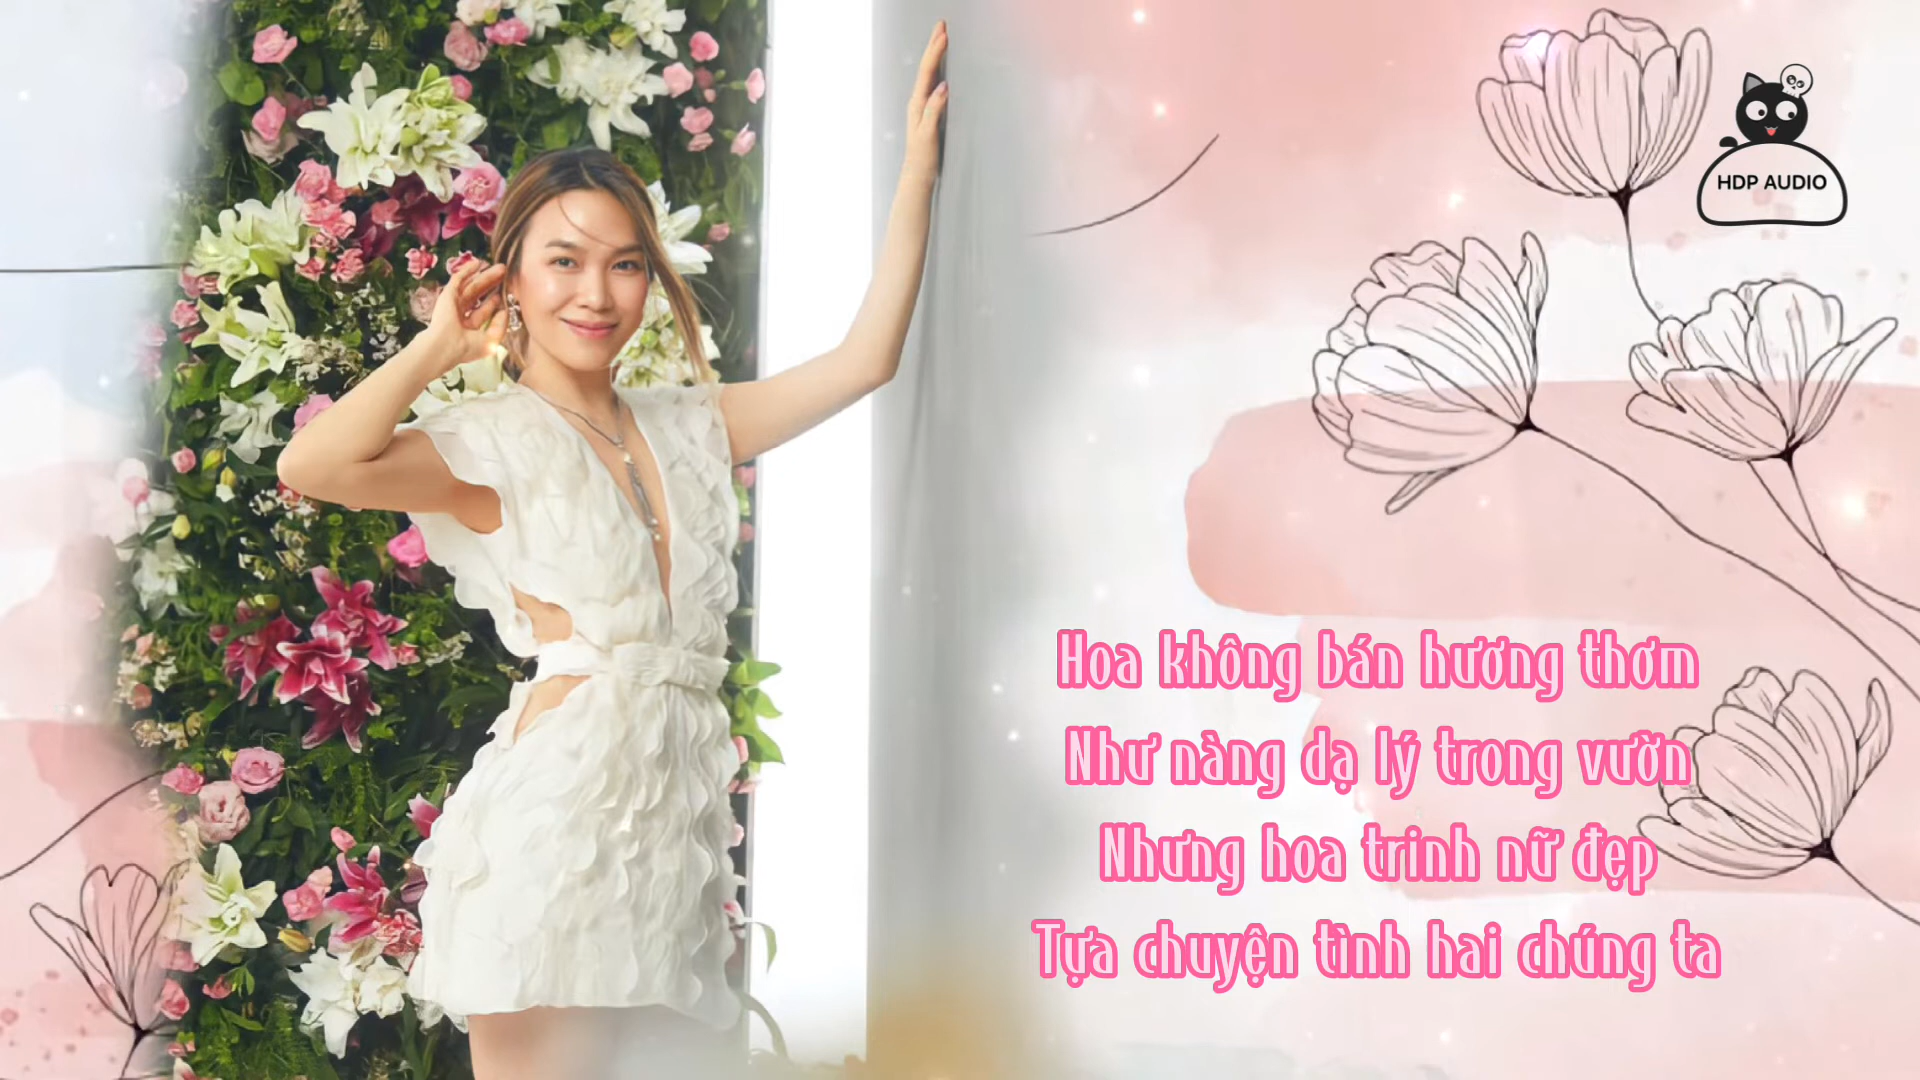 HDP AUDIO
Hoa không bán hương thơm
Như nàng dạ lý trong vườn
Nhưng hoa trinh nữ đẹp
Tựa chuyện tình hai chúng ta